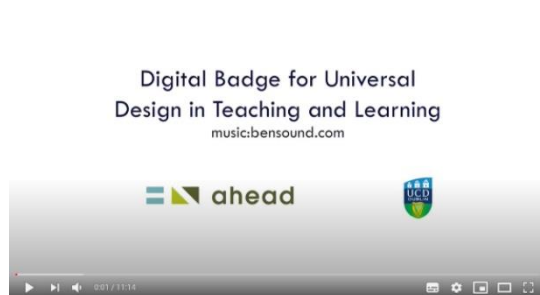 Digital Badge for Universal
Design in Teaching and Learning
music:bensound.com
ahead
UCD
DUBLIN
0:01 / 11:14